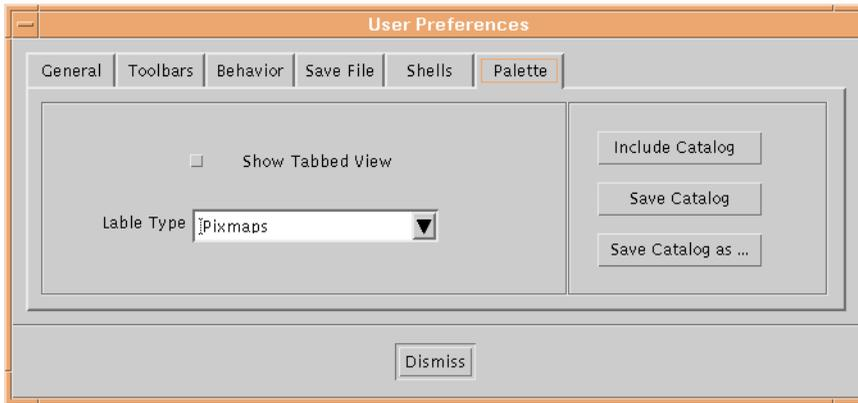 User Preferences
General Toolbars Behavior Save File Shells Palette
Show Tabbed View
Lable Type Pixmaps
Include Catalog
Save Catalog
Save Catalog as ...
Dismiss